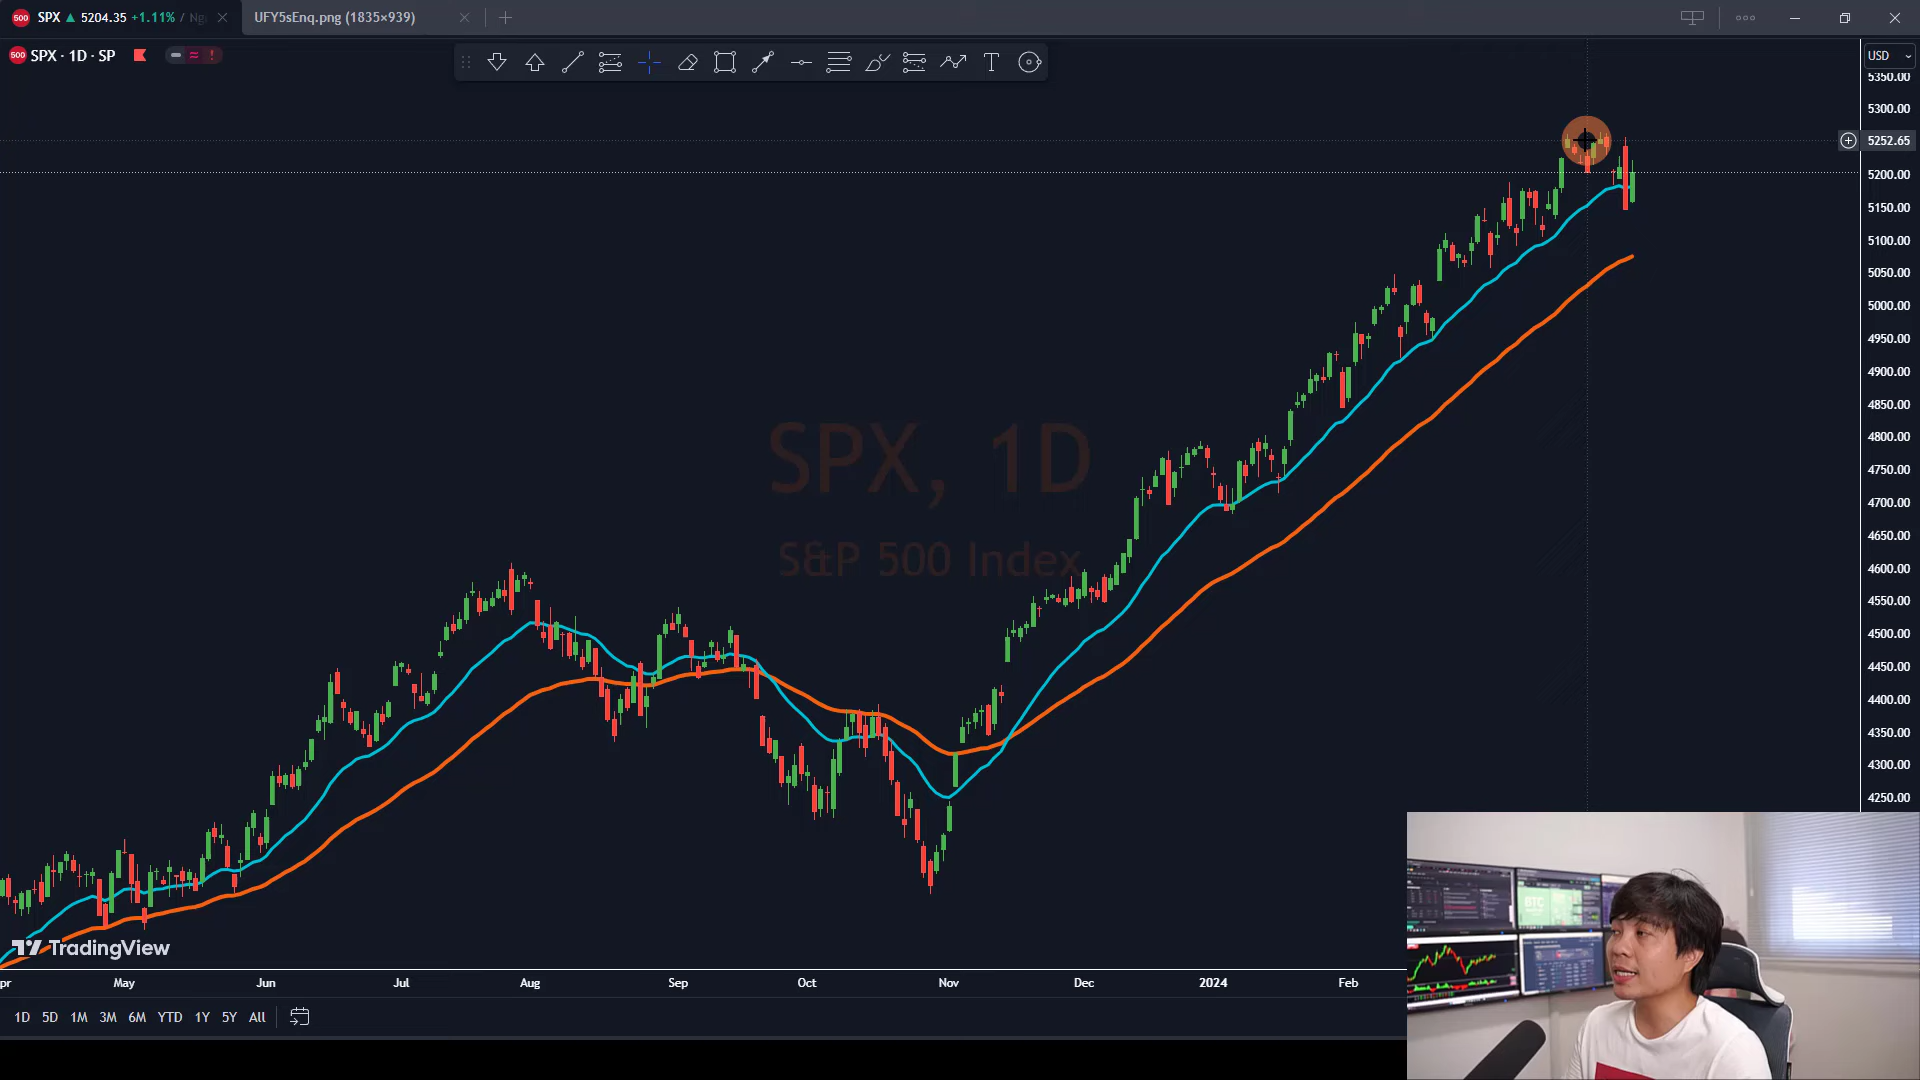 500 SPX ▲ 5204.35 +1.11% /
UFY5sEnq.png (1835×939)
500 SPX · 1D · SP
USD
5350.00
5300.00
5252.65
5200.00
5150.00
5100.00
5050.00
5000.00
4950.00
4900.00
4850.00
4800.00
4750.00
4700.00
4650.00
4600.00
4550.00
4500.00
4450.00
4400.00
4350.00
4300.00
4250.00
SPX, 1D
S&P 500 Index
TradingView
pr May Jun Jul Aug Sep Oct Nov Dec 2024 Feb
1D 5D 1M 3M 6M YTD 1Y 5Y All
BTC